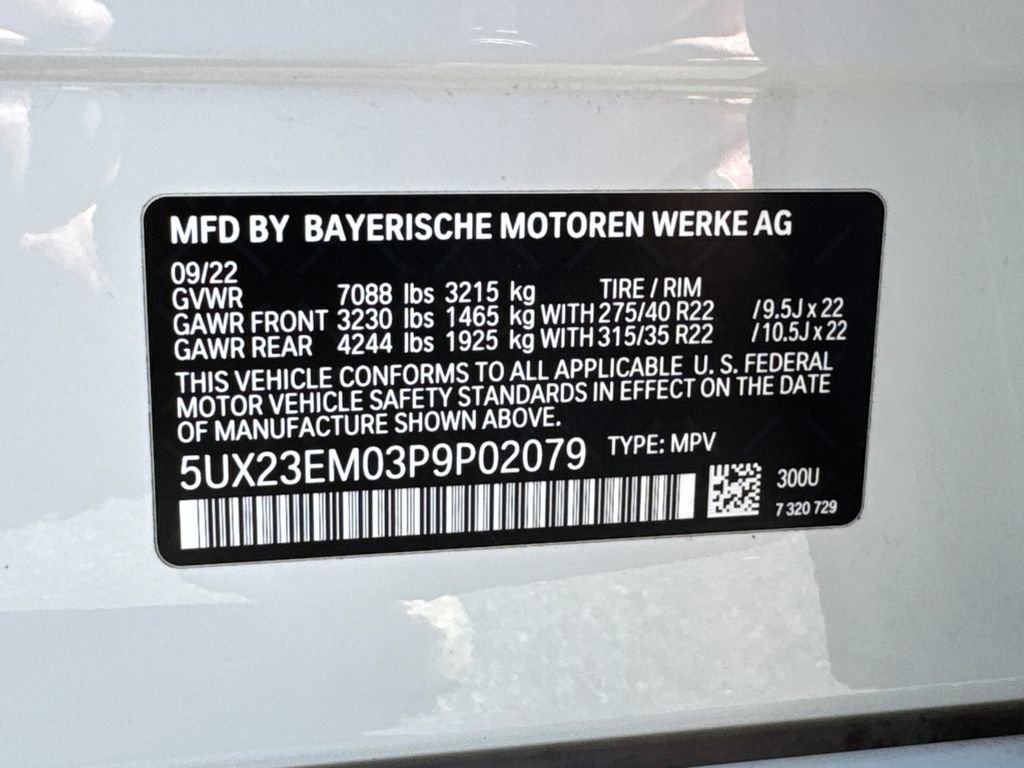 MFD BY BAYERISCHE MOTOREN WERKE AG
09/22
GVWR 7088 lbs 3215 kg TIRE / RIM
GAWR FRONT 3230 lbs 1465 kg WITH 275/40 R22 / 9.5J x 22
GAWR REAR 4244 lbs 1925 kg WITH 315/35 R22 / 10.5J x 22
THIS VEHICLE CONFORMS TO ALL APPLICABLE U. S. FEDERAL
MOTOR VEHICLE SAFETY STANDARDS IN EFFECT ON THE DATE
OF MANUFACTURE SHOWN ABOVE.
5UX23EM03P9P02079 TYPE: MPV
300U
7 320 729